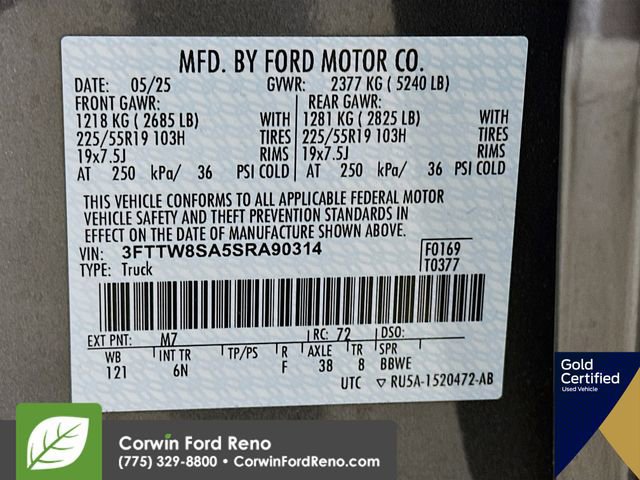 MFD. BY FORD MOTOR CO.
DATE: 05/25 GVWR: 2377 KG ( 5240 LB)
FRONT GAWR: REAR GAWR:
1218 KG ( 2685 LB) WITH 1281 KG ( 2825 LB) WITH
225/55R19 103H TIRES 225/55R19 103H TIRES
19x7.5J RIMS 19x7.5J RIMS
AT 250 kPa/ 36 PSI COLD AT 250 kPa/ 36 PSI COLD
THIS VEHICLE CONFORMS TO ALL APPLICABLE FEDERAL MOTOR
VEHICLE SAFETY AND THEFT PREVENTION STANDARDS IN
EFFECT ON THE DATE OF MANUFACTURE SHOWN ABOVE.
VIN: 3FTTW8SA5SRA90314 F0169
TYPE: Truck T0377
EXT PNT: M7 RC: 72 DSO:
WB INT TR TP/PS R AXLE TR SPR
121 6N F 38 8 BBWE
UTC ▽ RU5A-1520472-AB
Gold
Certified
Used Vehicle
Corwin Ford Reno
(775) 329-8800 • CorwinFordReno.com